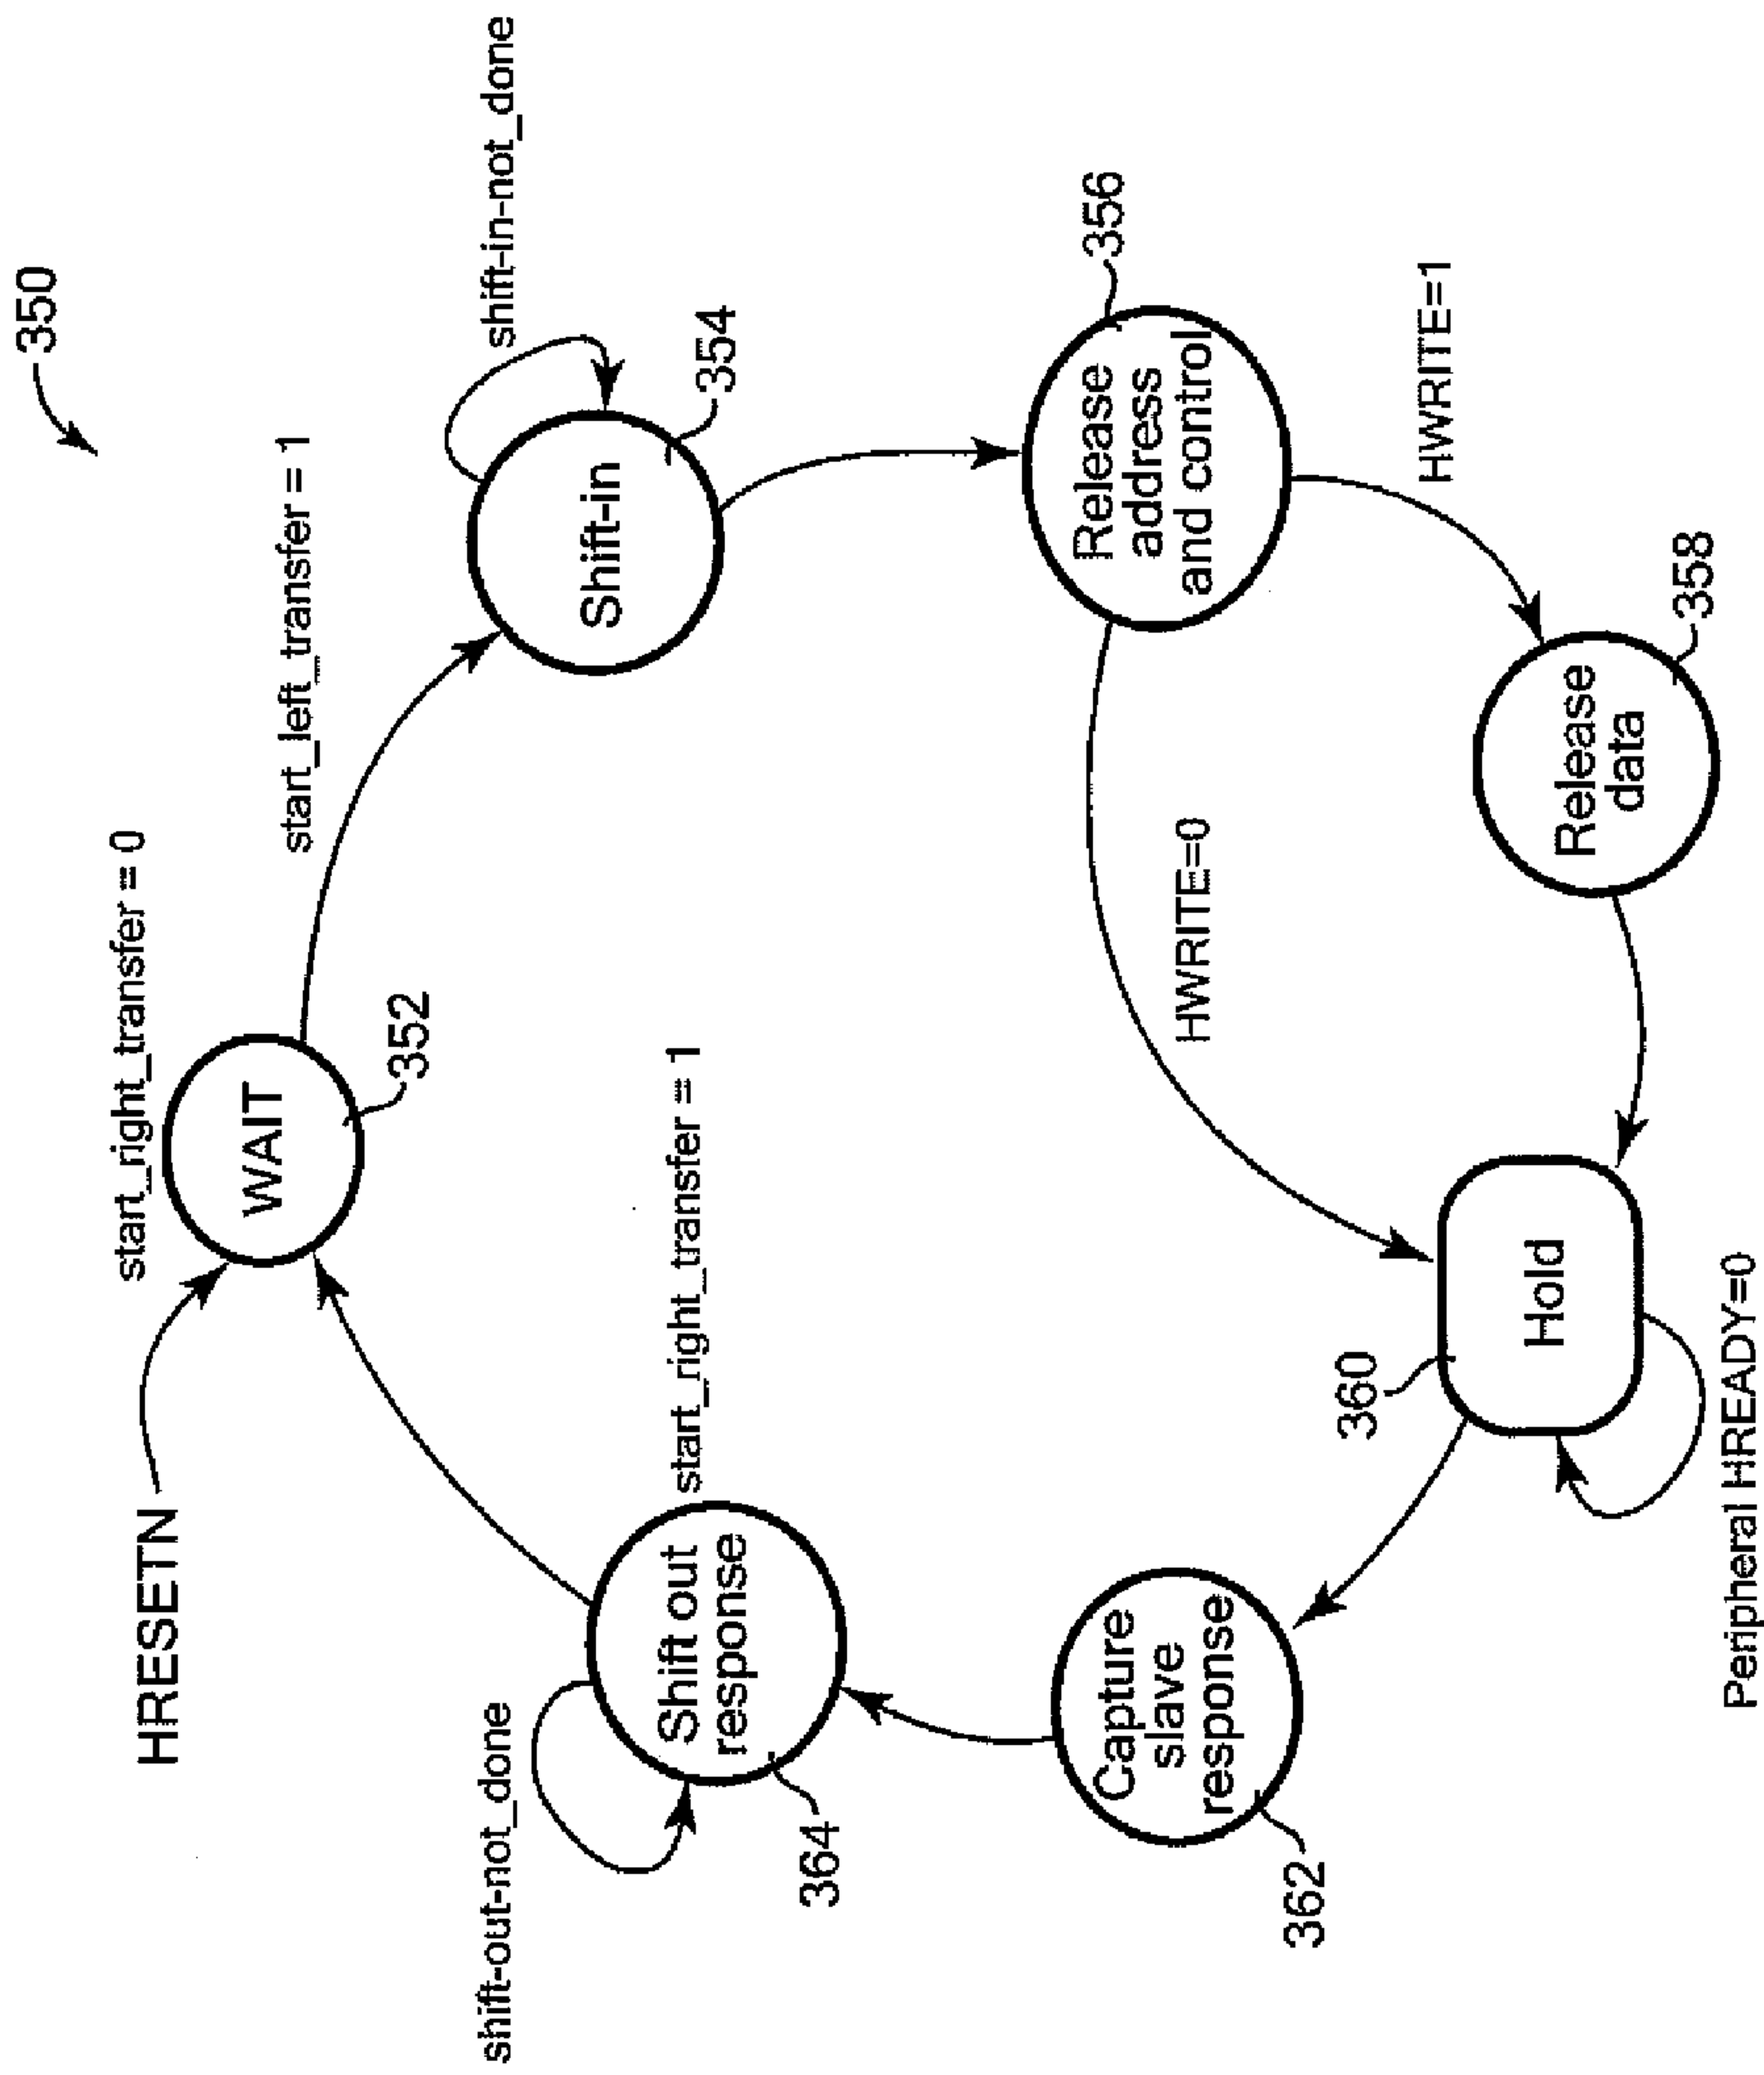 350
HRESETN
start_right_transfer = 0
WAIT
352
start_left_transfer = 1
shift-in-not_done
Shift-in
354
Release
address
and control
356
HWRITE=1
HWRITE=0
Release
data
358
Hold
360
Peripheral HREADY=0
Capture
slave
response
362
Shift out
response
364
start_right_transfer = 1
shift-out-not_done